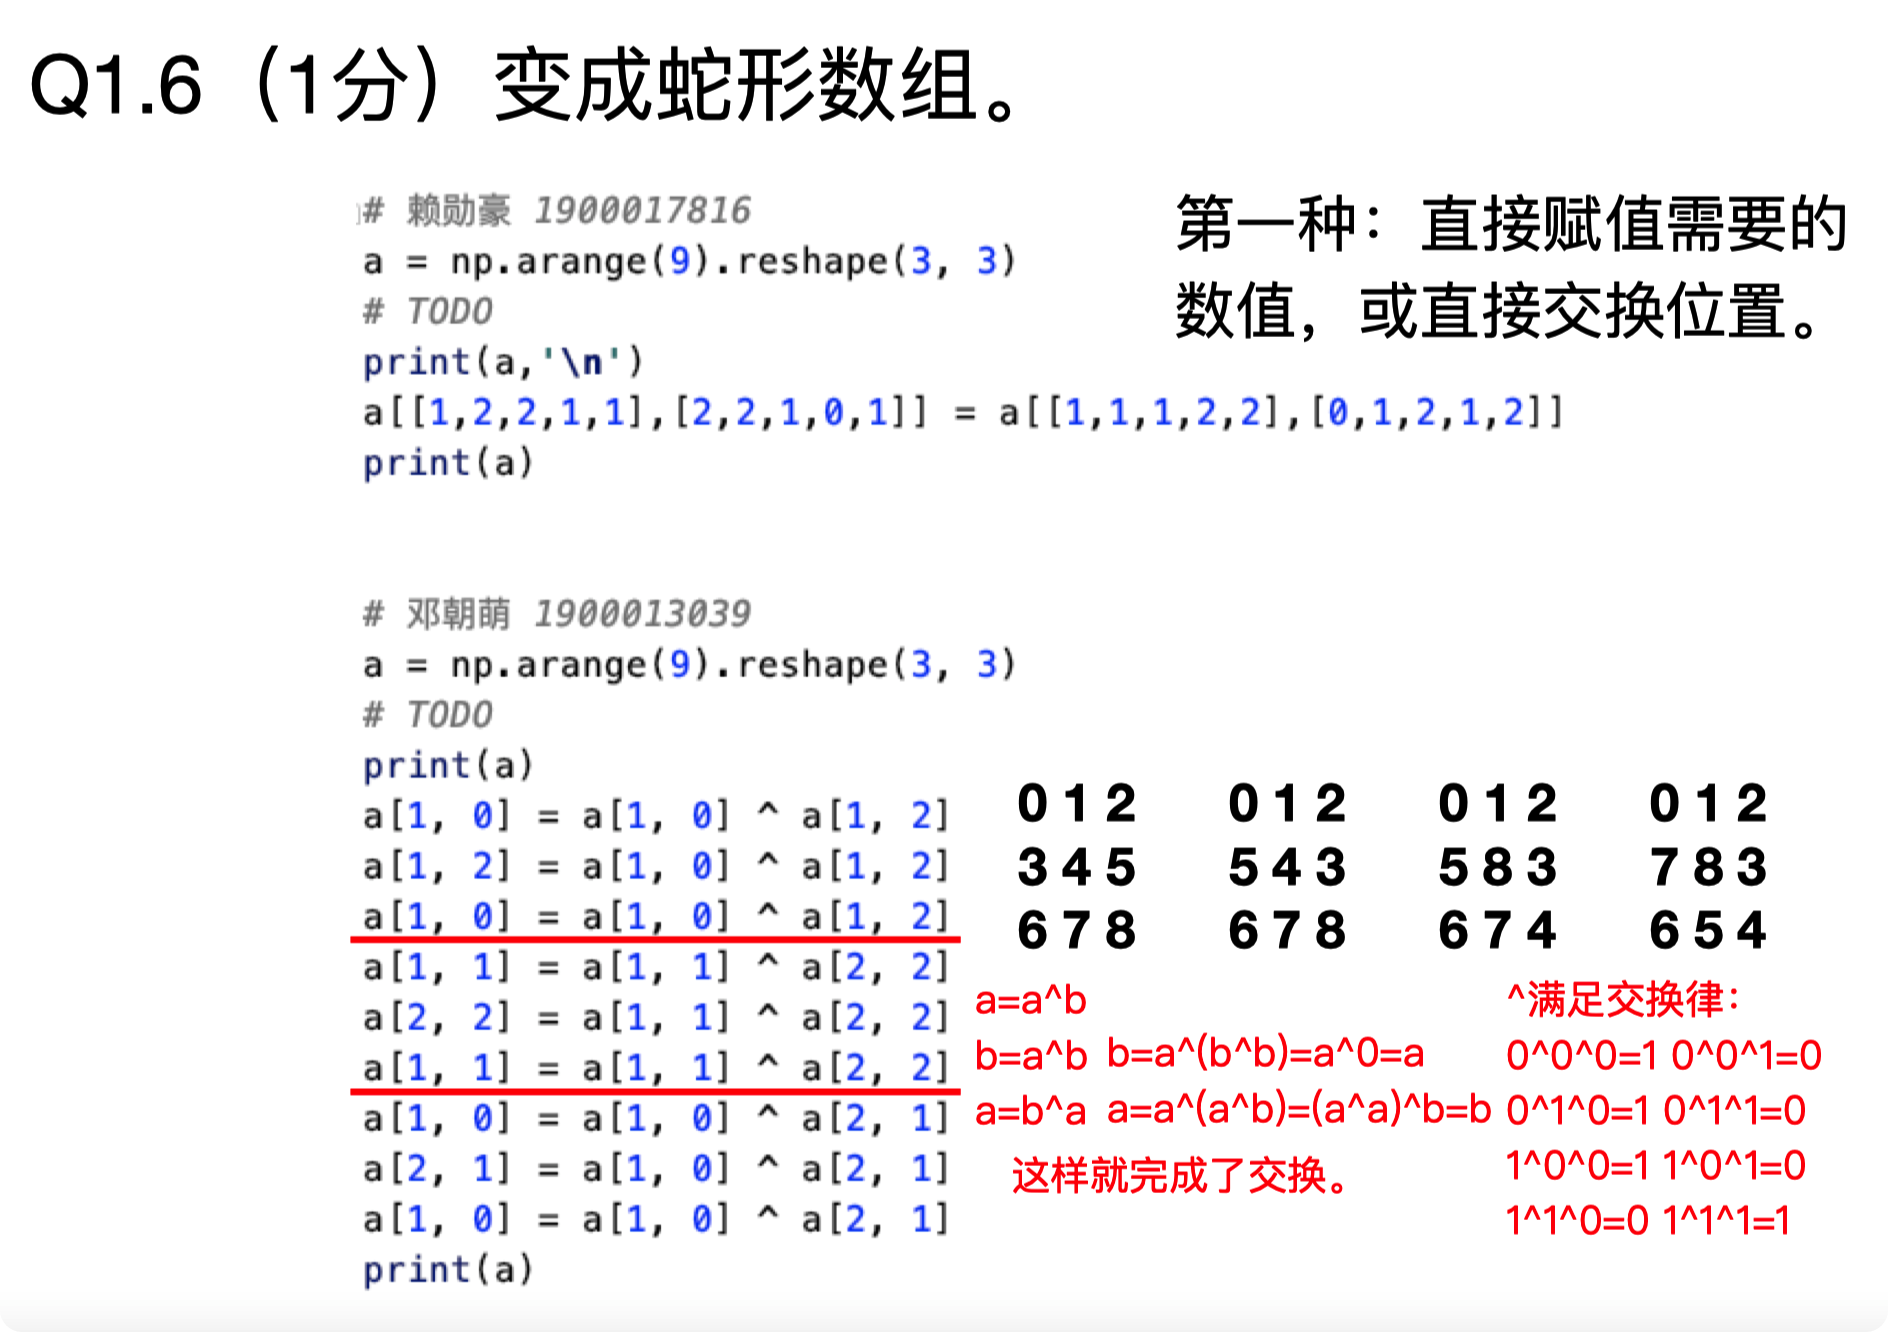 Q1.6（1分）变成蛇形数组。
# 赖勋豪 1900017816
a = np.arange(9).reshape(3, 3)
# TODO
print(a,'\n')
a[[1,2,2,1,1],[2,2,1,0,1]] = a[[1,1,1,2,2],[0,1,2,1,2]]
print(a)
第一种：直接赋值需要的
数值，或直接交换位置。
# 邓朝萌 1900013039
a = np.arange(9).reshape(3, 3)
# TODO
print(a)
a[1, 0] = a[1, 0] ^ a[1, 2]
a[1, 2] = a[1, 0] ^ a[1, 2]
a[1, 0] = a[1, 0] ^ a[1, 2]
a[1, 1] = a[1, 1] ^ a[2, 2]
a[2, 2] = a[1, 1] ^ a[2, 2]
a[1, 1] = a[1, 1] ^ a[2, 2]
a[1, 0] = a[1, 0] ^ a[2, 1]
a[2, 1] = a[1, 0] ^ a[2, 1]
a[1, 0] = a[1, 0] ^ a[2, 1]
print(a)
0 1 2
3 4 5
6 7 8
0 1 2
5 4 3
6 7 8
0 1 2
5 8 3
6 7 4
0 1 2
7 8 3
6 5 4
a=a^b
b=a^b b=a^(b^b)=a^0=a
a=b^a a=a^(a^b)=(a^a)^b=b
这样就完成了交换。
^满足交换律：
0^0^0=1 0^0^1=0
0^1^0=1 0^1^1=0
1^0^0=1 1^0^1=0
1^1^0=0 1^1^1=1